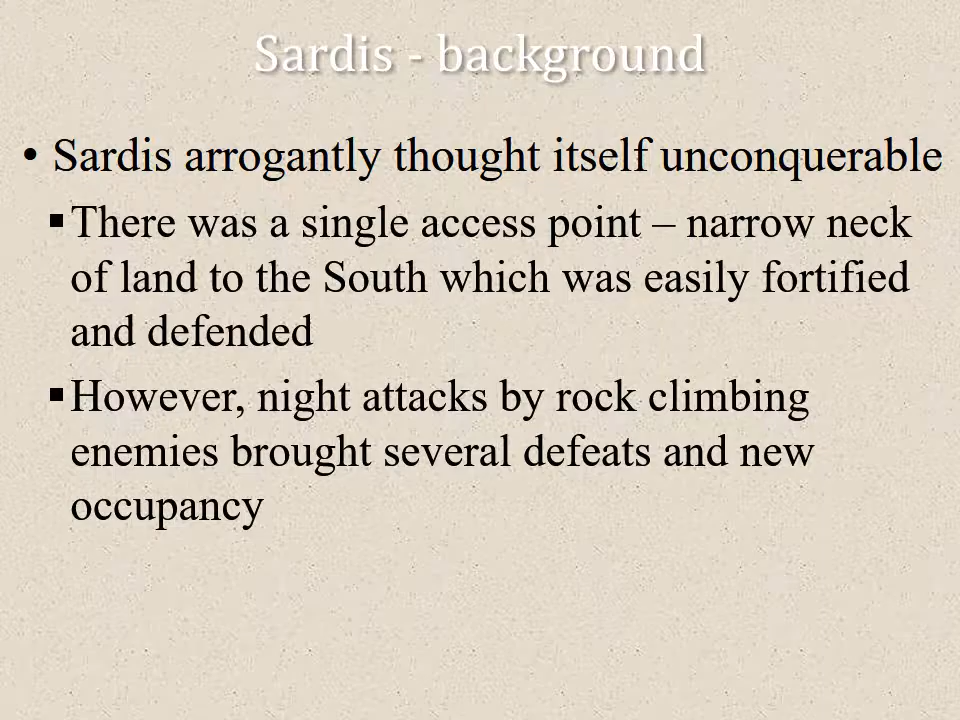 Sardis - background
• Sardis arrogantly thought itself unconquerable
▪ There was a single access point – narrow neck
of land to the South which was easily fortified
and defended
▪ However, night attacks by rock climbing
enemies brought several defeats and new
occupancy